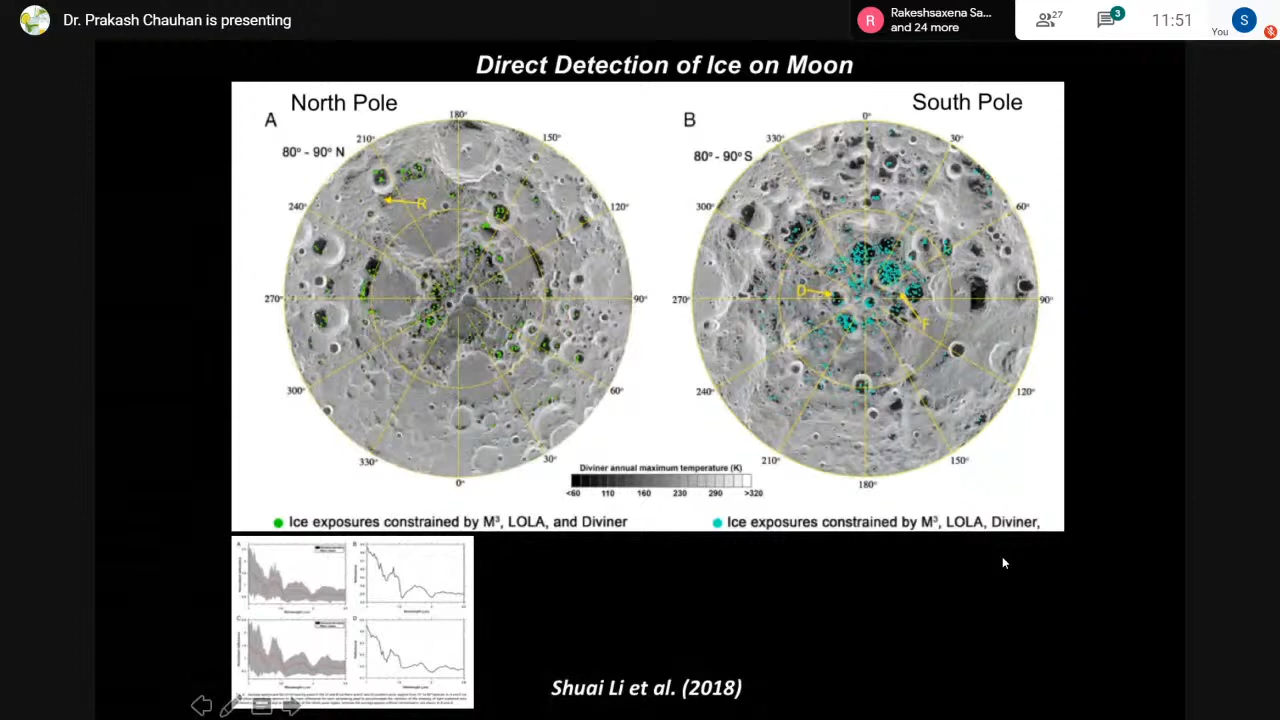 Dr. Prakash Chauhan is presenting
R
Rakeshsaxena Sa...
and 24 more
27
3
11:51
You
S
Direct Detection of Ice on Moon
North Pole
A
80° - 90° N
180°
150°
120°
90°
60°
30°
0°
330°
300°
270°
240°
210°
R
South Pole
B
80° - 90° S
0°
30°
60°
90°
120°
150°
180°
210°
240°
270°
300°
330°
D
F
Diviner annual maximum temperature (K)
<60 110 160 230 290 >320
Ice exposures constrained by M³, LOLA, and Diviner
Ice exposures constrained by M³, LOLA, Diviner,
A
B
C
D
Shuai Li et al. (2018)